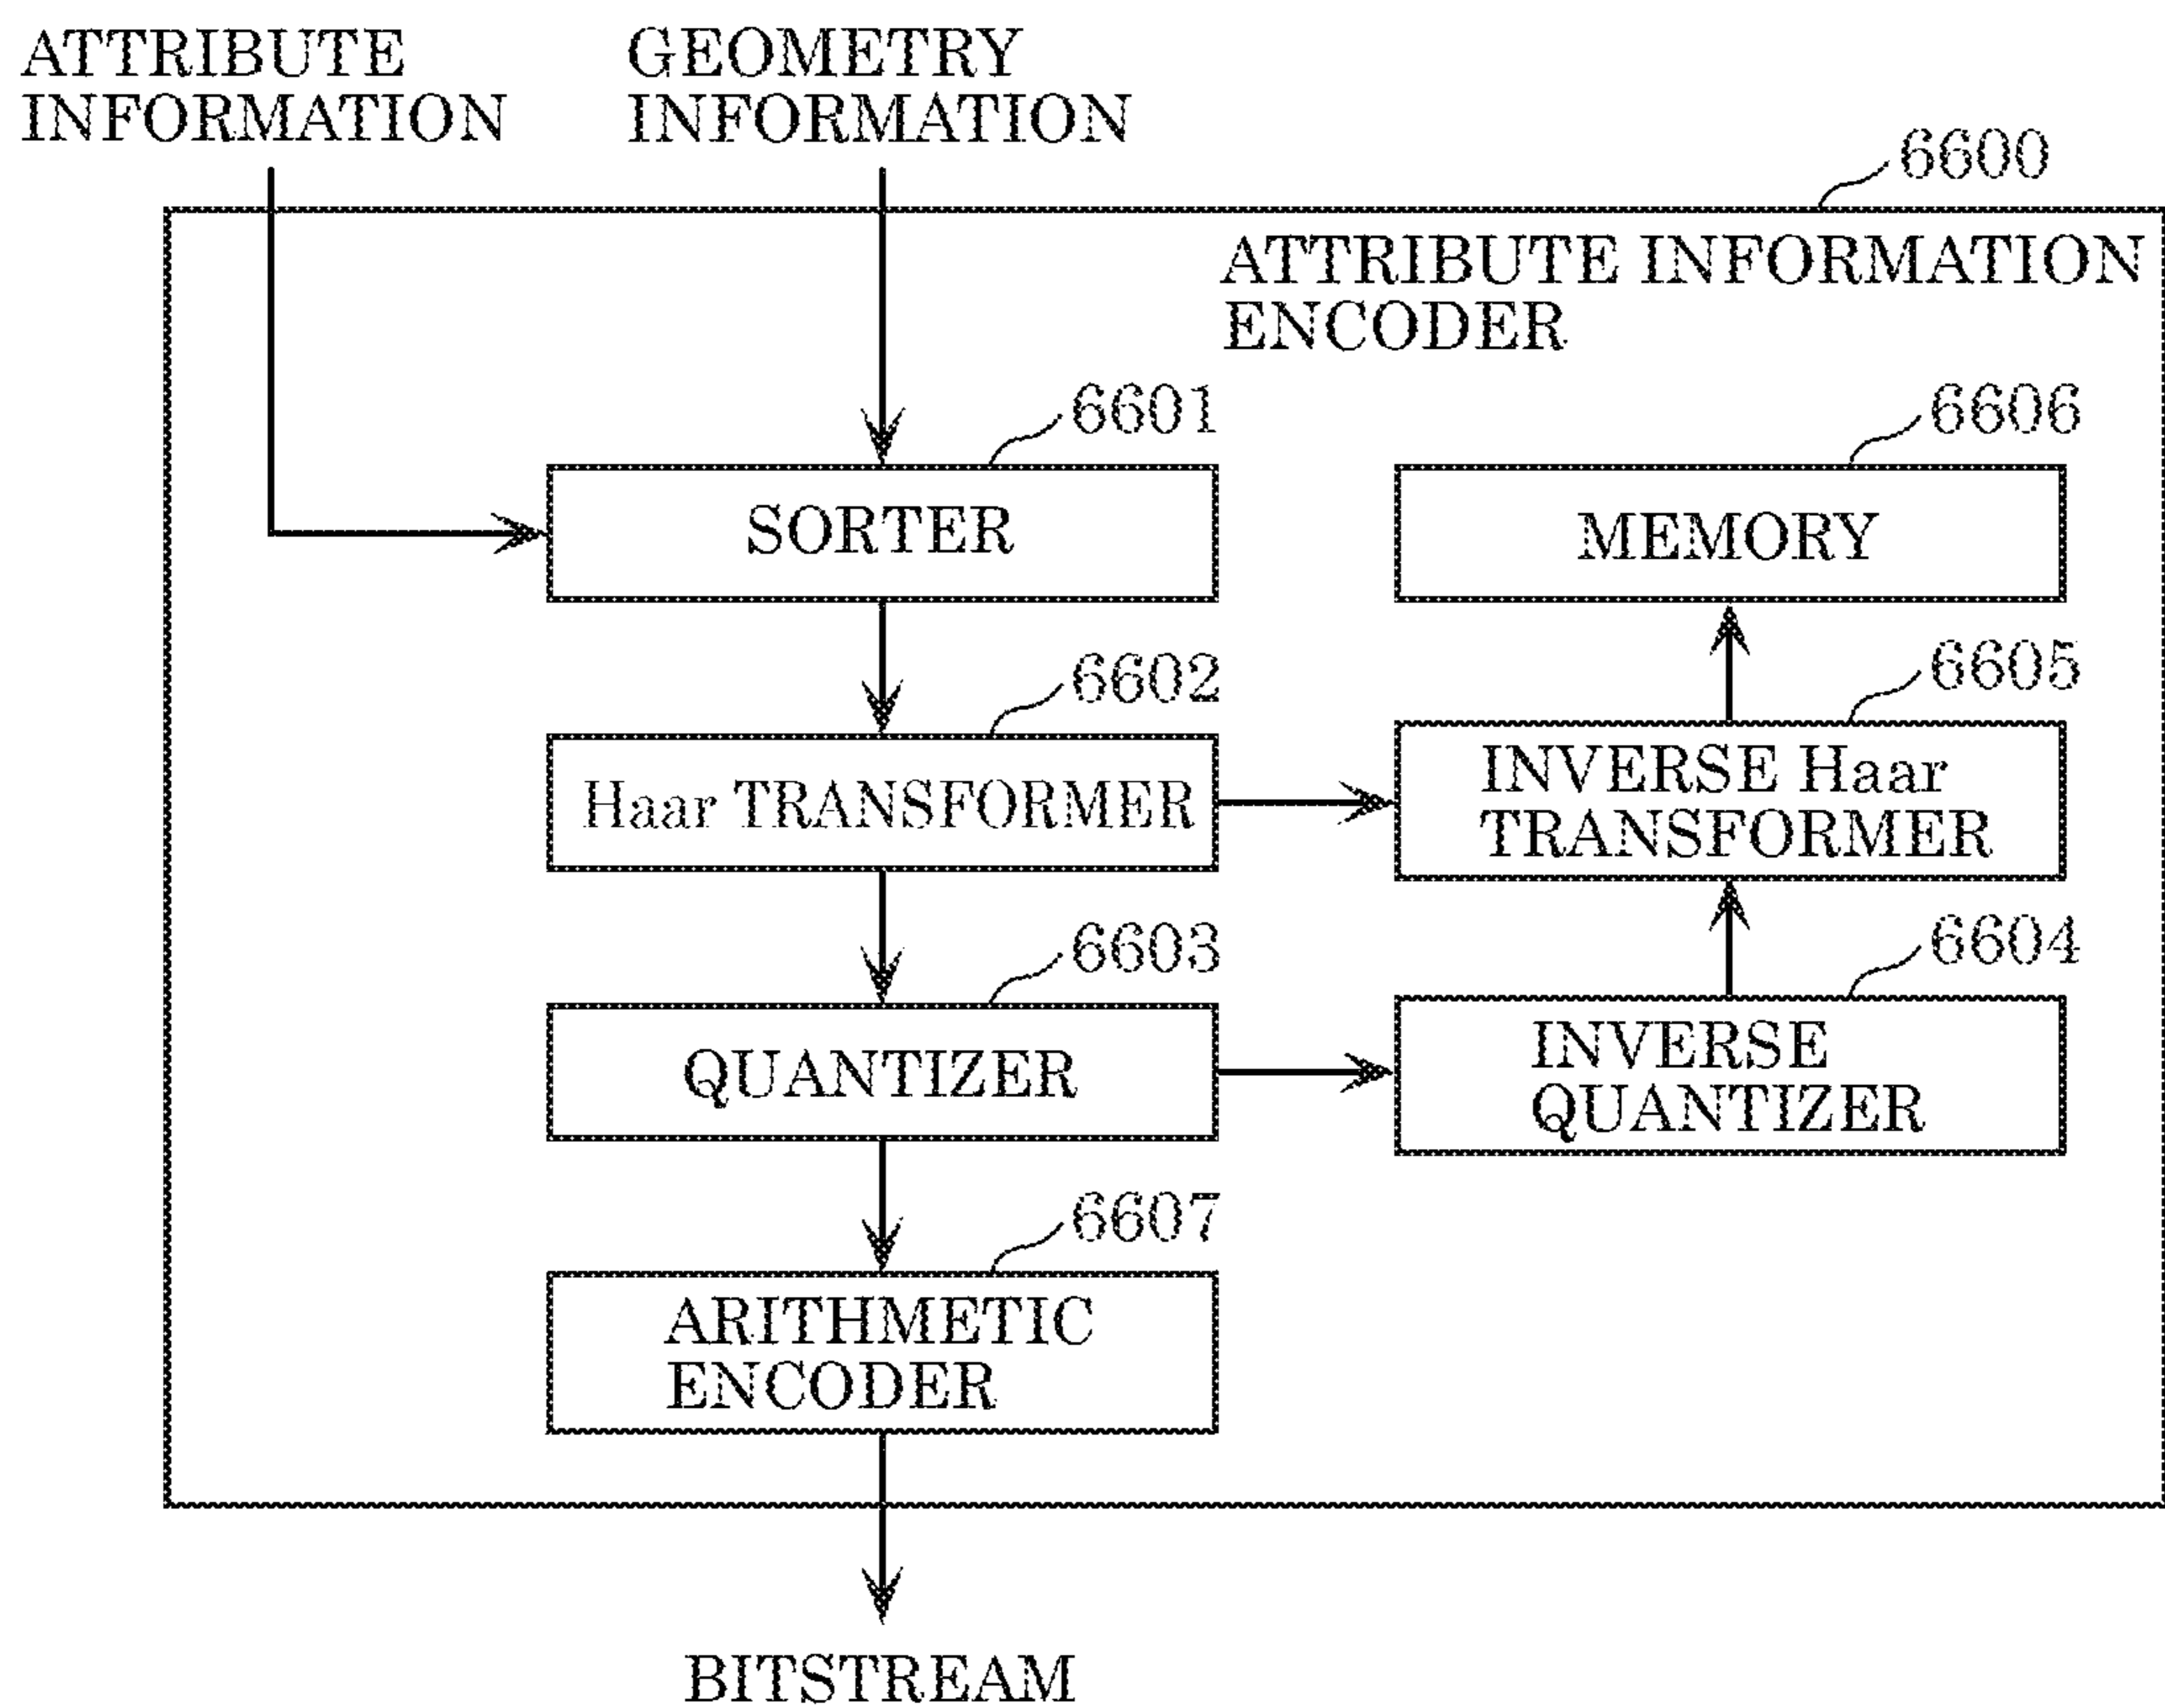 ATTRIBUTE
INFORMATION
GEOMETRY
INFORMATION
6600
ATTRIBUTE INFORMATION
ENCODER
6601
SORTER
6606
MEMORY
6602
Haar TRANSFORMER
6605
INVERSE Haar
TRANSFORMER
6603
QUANTIZER
6604
INVERSE
QUANTIZER
6607
ARITHMETIC
ENCODER
BITSTREAM